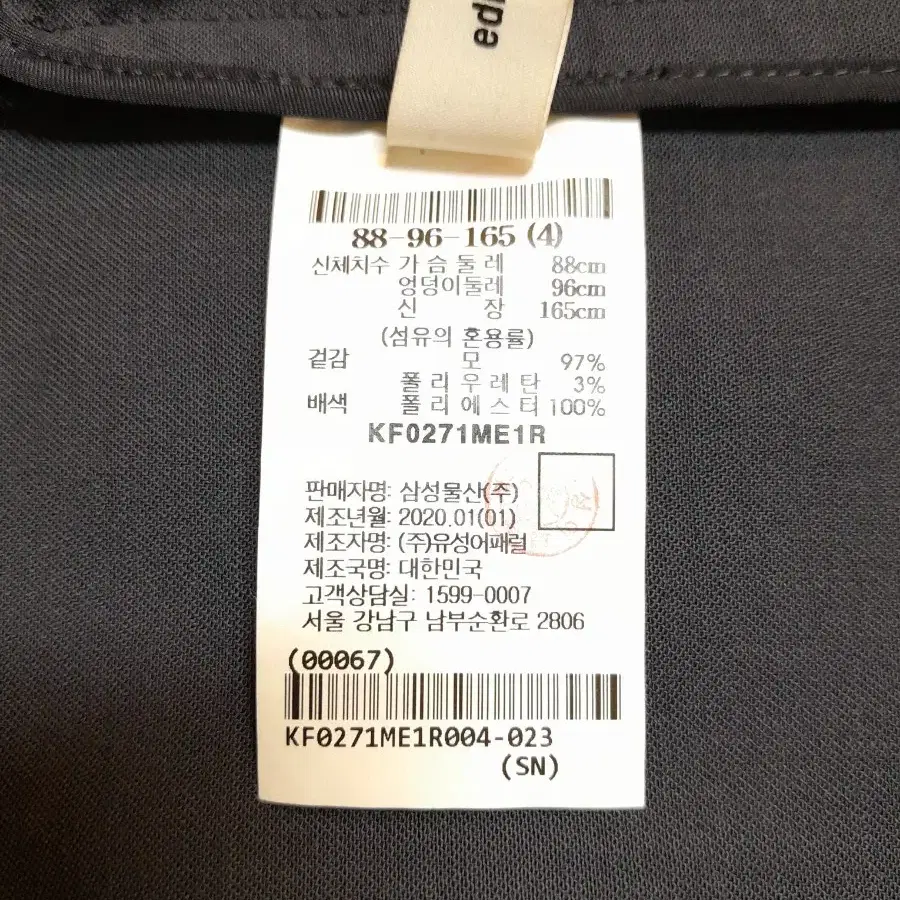 edi
88-96-165 (4)
신체치수 가슴둘레 88cm
엉덩이둘레 96cm
신장 165cm
(섬유의 혼용률)
겉감 모 97%
폴리우레탄 3%
배색 폴리에스터 100%
KF0271ME1R
판매자명: 삼성물산(주)
제조년월: 2020.01(01)
제조자명: (주)유성어패럴
제조국명: 대한민국
고객상담실: 1599-0007
서울 강남구 남부순환로 2806
(00067)
KF0271ME1R004-023
(SN)